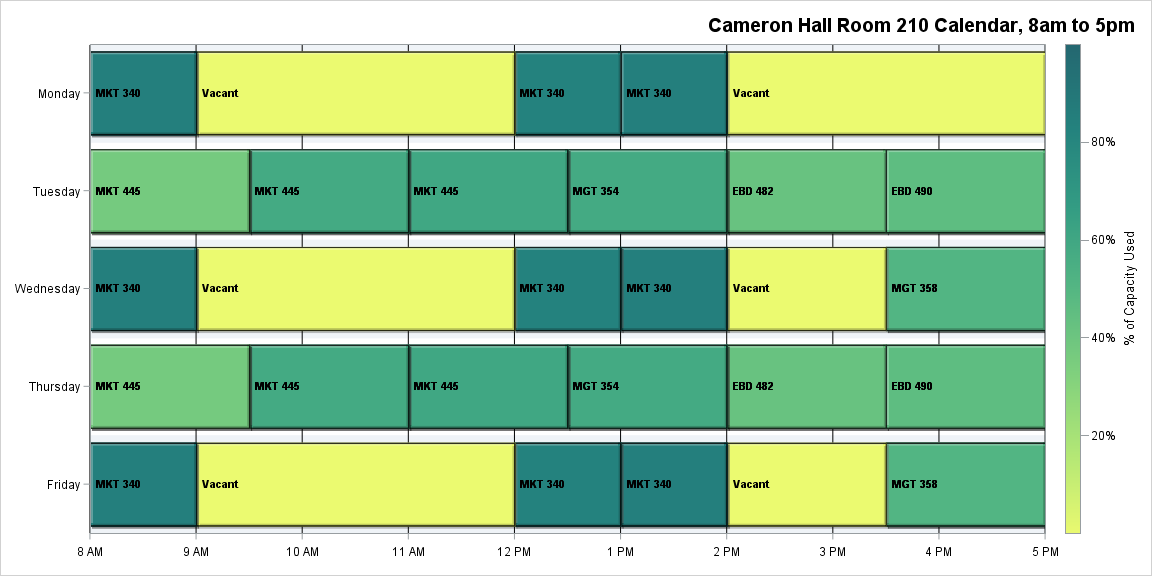 Cameron Hall Room 210 Calendar, 8am to 5pm
Monday MKT 340 Vacant MKT 340 MKT 340 Vacant
80%
Tuesday MKT 445 MKT 445 MKT 445 MGT 354 EBD 482 EBD 490
60%
Wednesday MKT 340 Vacant MKT 340 MKT 340 Vacant MGT 358
% of Capacity Used
40%
Thursday MKT 445 MKT 445 MKT 445 MGT 354 EBD 482 EBD 490
20%
Friday MKT 340 Vacant MKT 340 MKT 340 Vacant MGT 358
8 AM 9 AM 10 AM 11 AM 12 PM 1 PM 2 PM 3 PM 4 PM 5 PM